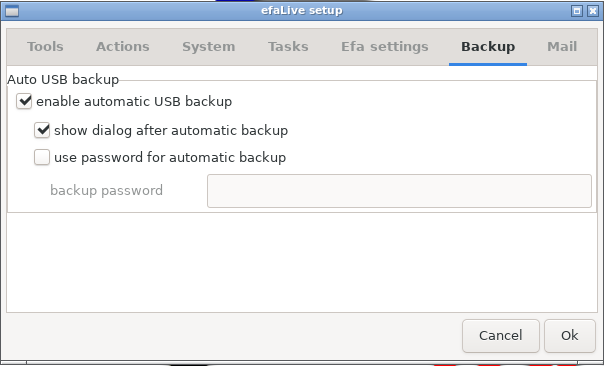 efaLive setup
Tools Actions System Tasks Efa settings Backup Mail
Auto USB backup
enable automatic USB backup
show dialog after automatic backup
use password for automatic backup
backup password
Cancel Ok